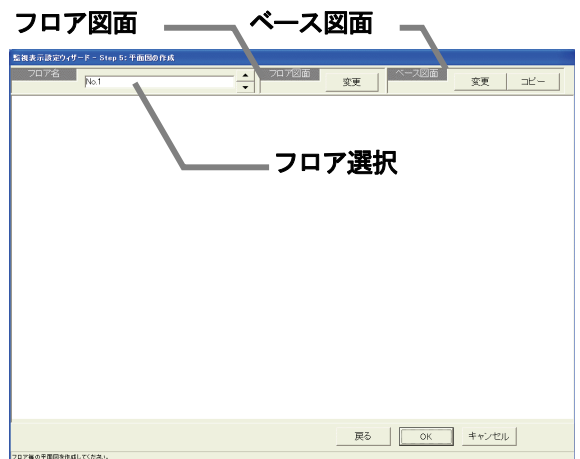 フロア図面
ベース図面
監視表示設定ウィザード - Step 5: 平面図の作成
フロア名
No.1
フロア図面
変更
ベース図面
変更
コピー
フロア選択
戻る
OK
キャンセル
フロア毎の平面図を作成してください。